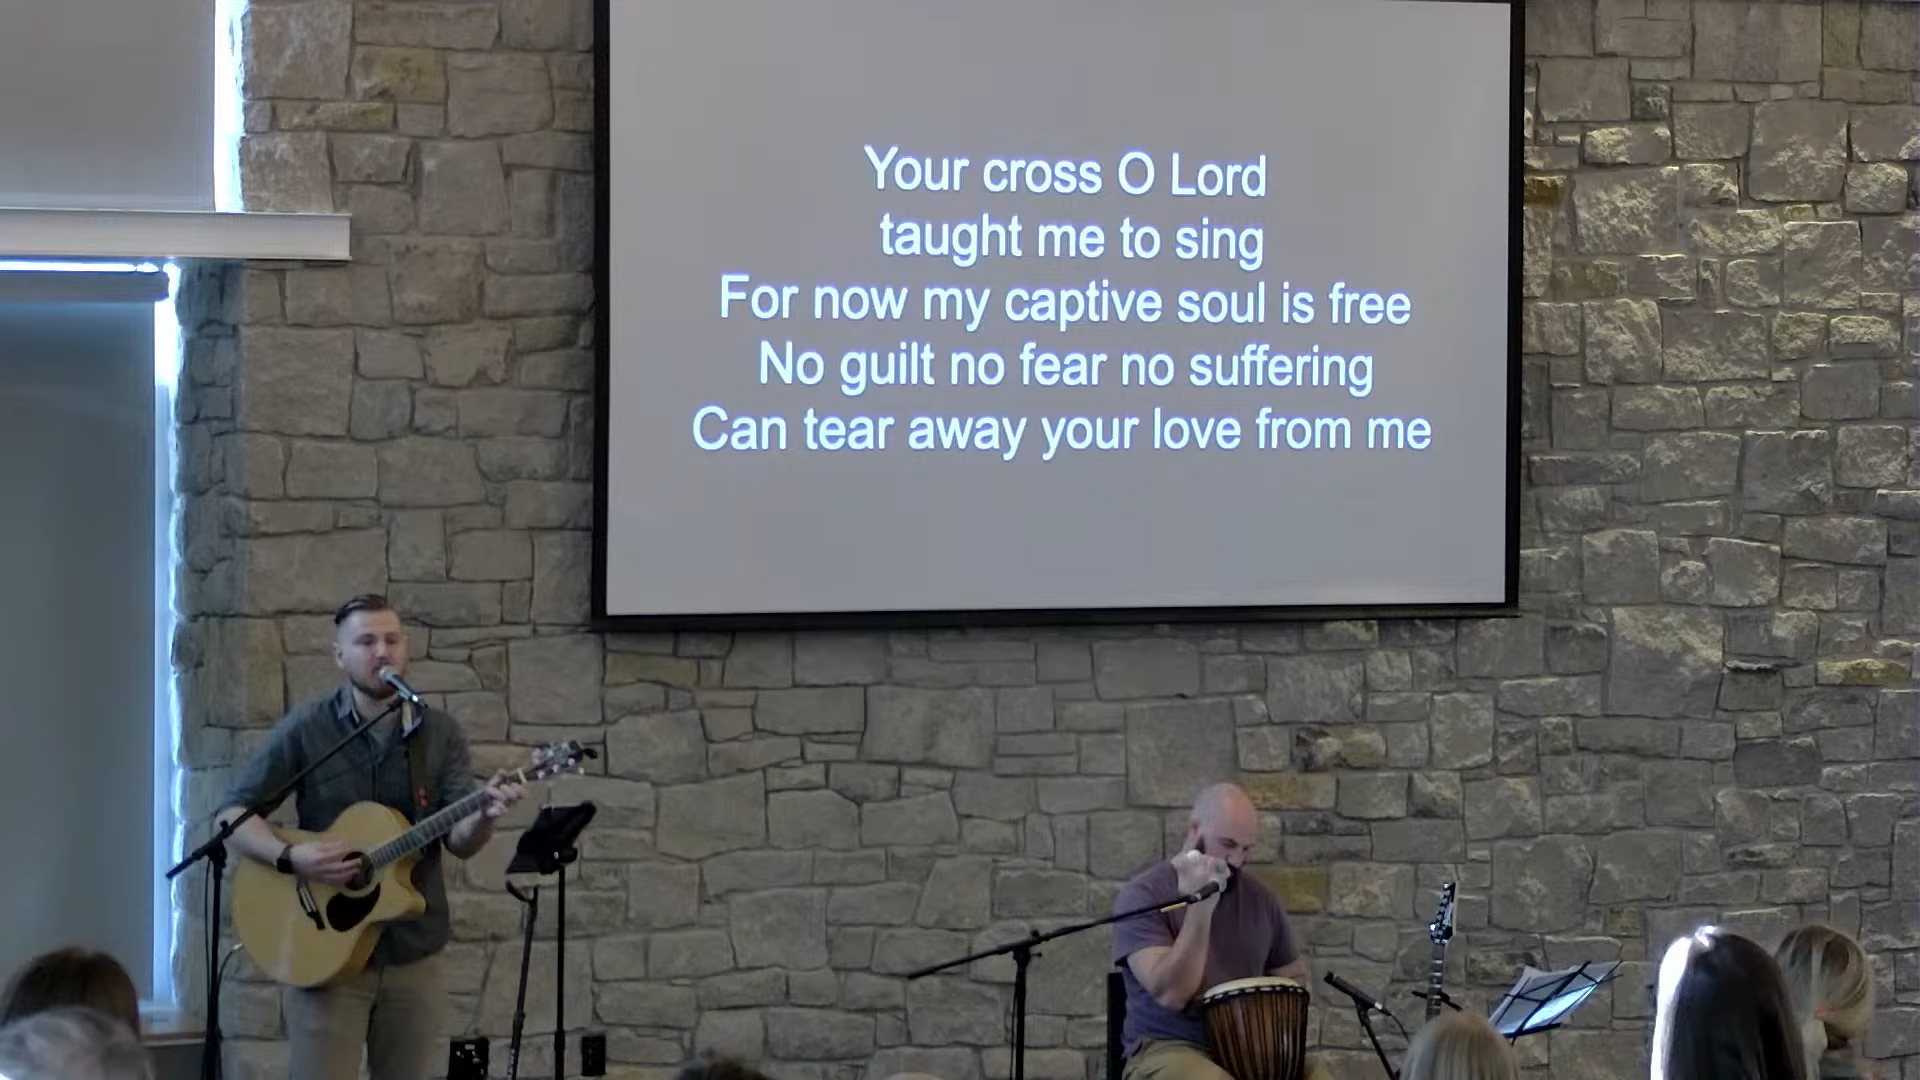 Your cross O Lord
taught me to sing
For now my captive soul is free
No guilt no fear no suffering
Can tear away your love from me